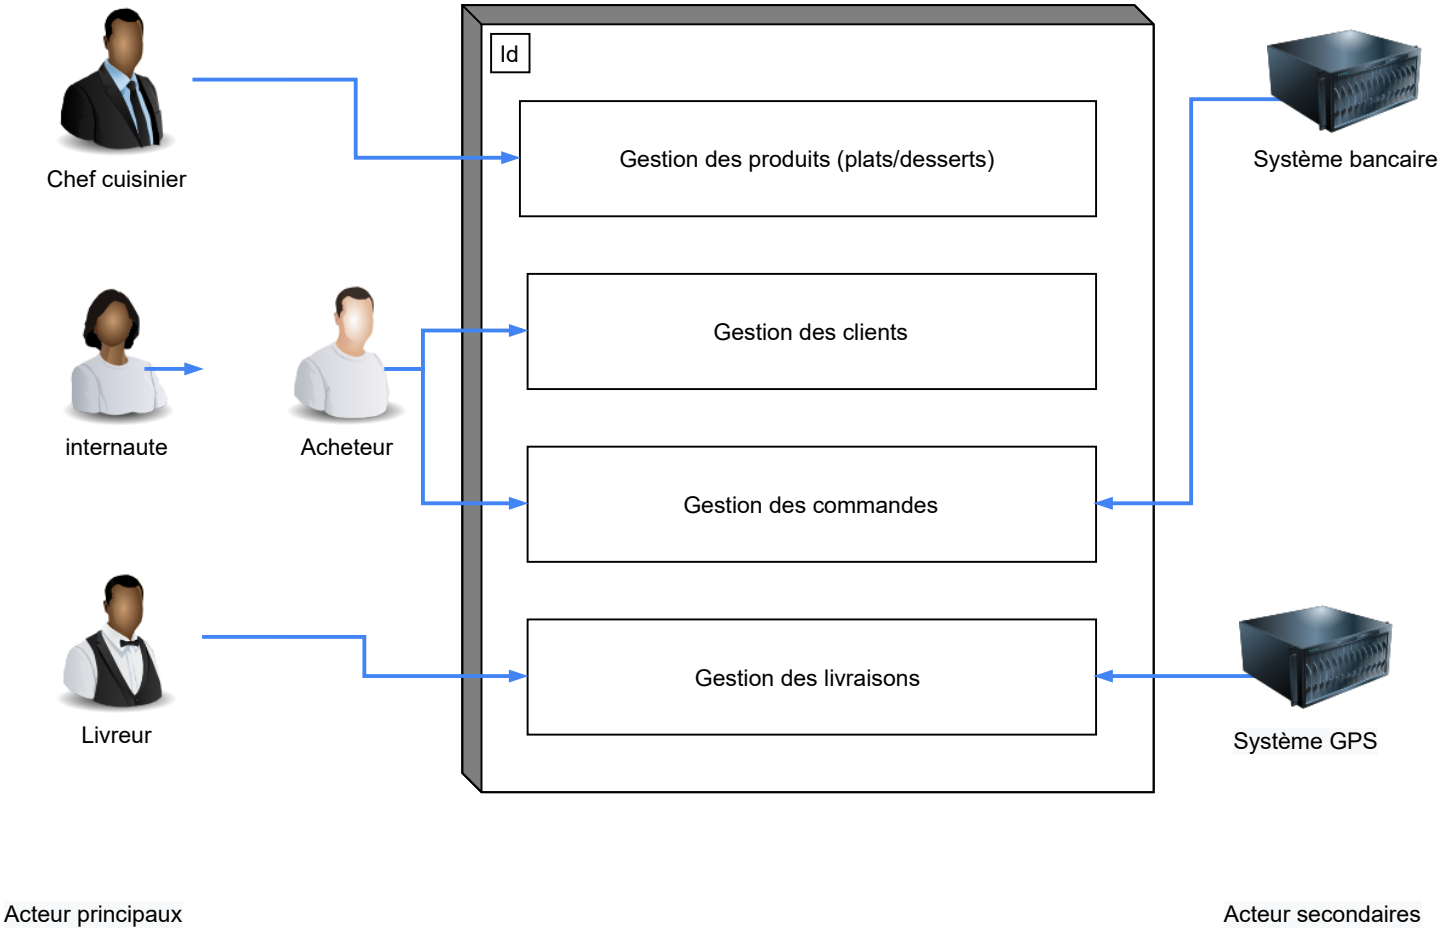 Id
Gestion des produits (plats/desserts)
Chef cuisinier
Système bancaire
Gestion des clients
internaute
Acheteur
Gestion des commandes
Gestion des livraisons
Livreur
Système GPS
Acteur principaux
Acteur secondaires